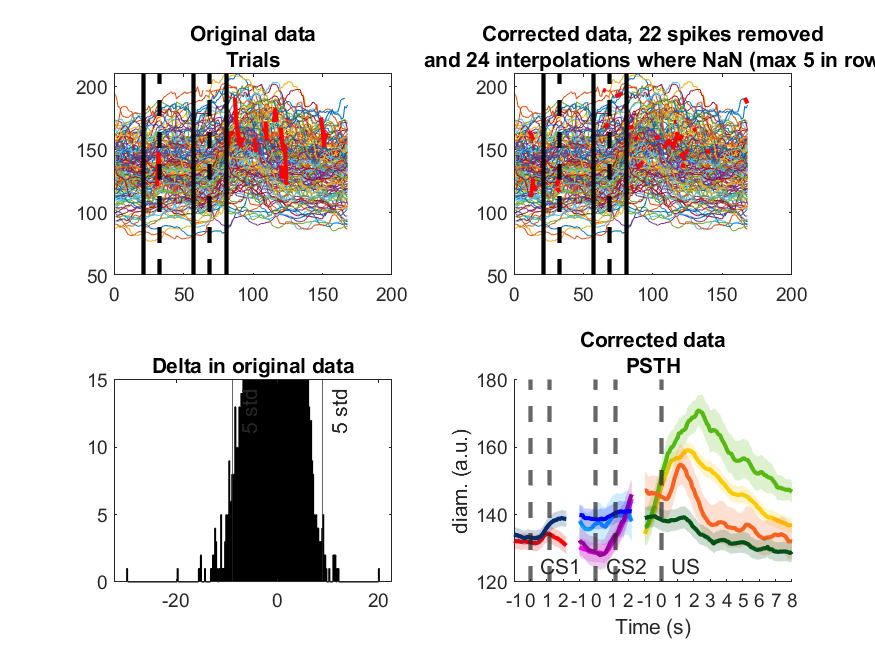 Original data
Trials
200
150
100
50
0
50
100
150
200
Corrected data, 22 spikes removed
and 24 interpolations where NaN (max 5 in row
200
150
100
50
0
50
100
150
200
Delta in original data
15
10
5
0
-20
0
20
5 std
5 std
Corrected data
PSTH
diam. (a.u.)
180
160
140
120
CS1
CS2
US
-1 0 1 2 -1 0 1 2 -1 0 1 2 3 4 5 6 7 8
Time (s)